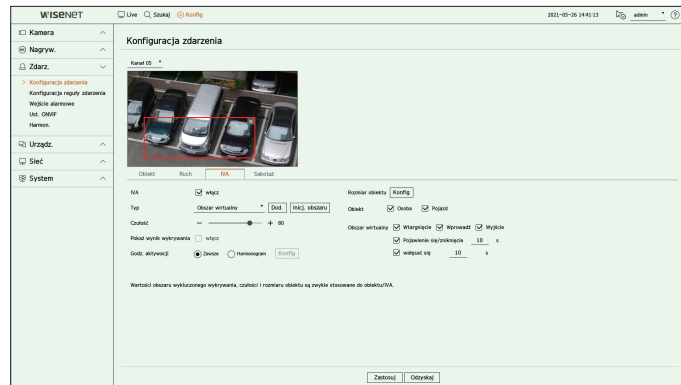 WISENET
Live Szukaj Konfig 2021-05-26 14:41:13 admin ?
Kamera
Nagryw.
Zdarz.
> Konfiguracja zdarzenia
Konfiguracja reguły zdarzenia
Wejście alarmowe
Ust. ONVIF
Harmon.
Urządz.
Sieć
System
Konfiguracja zdarzenia
Kanał 05
Obiekt Ruch IVA Sabotaż
IVA włącz
Typ Obszar wirtualny Dod. Inicj. obszaru
Czułość 80
Pokaż wynik wykrywania włącz
Godz. aktywacji Zawsze Harmonogram Konfig
Rozmiar obiektu Konfig
Obiekt Osoba Pojazd
Obszar wirtualny Wtargnięcie Wprowadź Wyjście
Pojawienie się/zniknięcie 10 s
wałęsać się 10 s
Wartości obszaru wykluczonego wykrywania, czułości i rozmiaru obiektu są zwykle stosowane do obiektu/IVA.
Zastosuj Odzyskaj